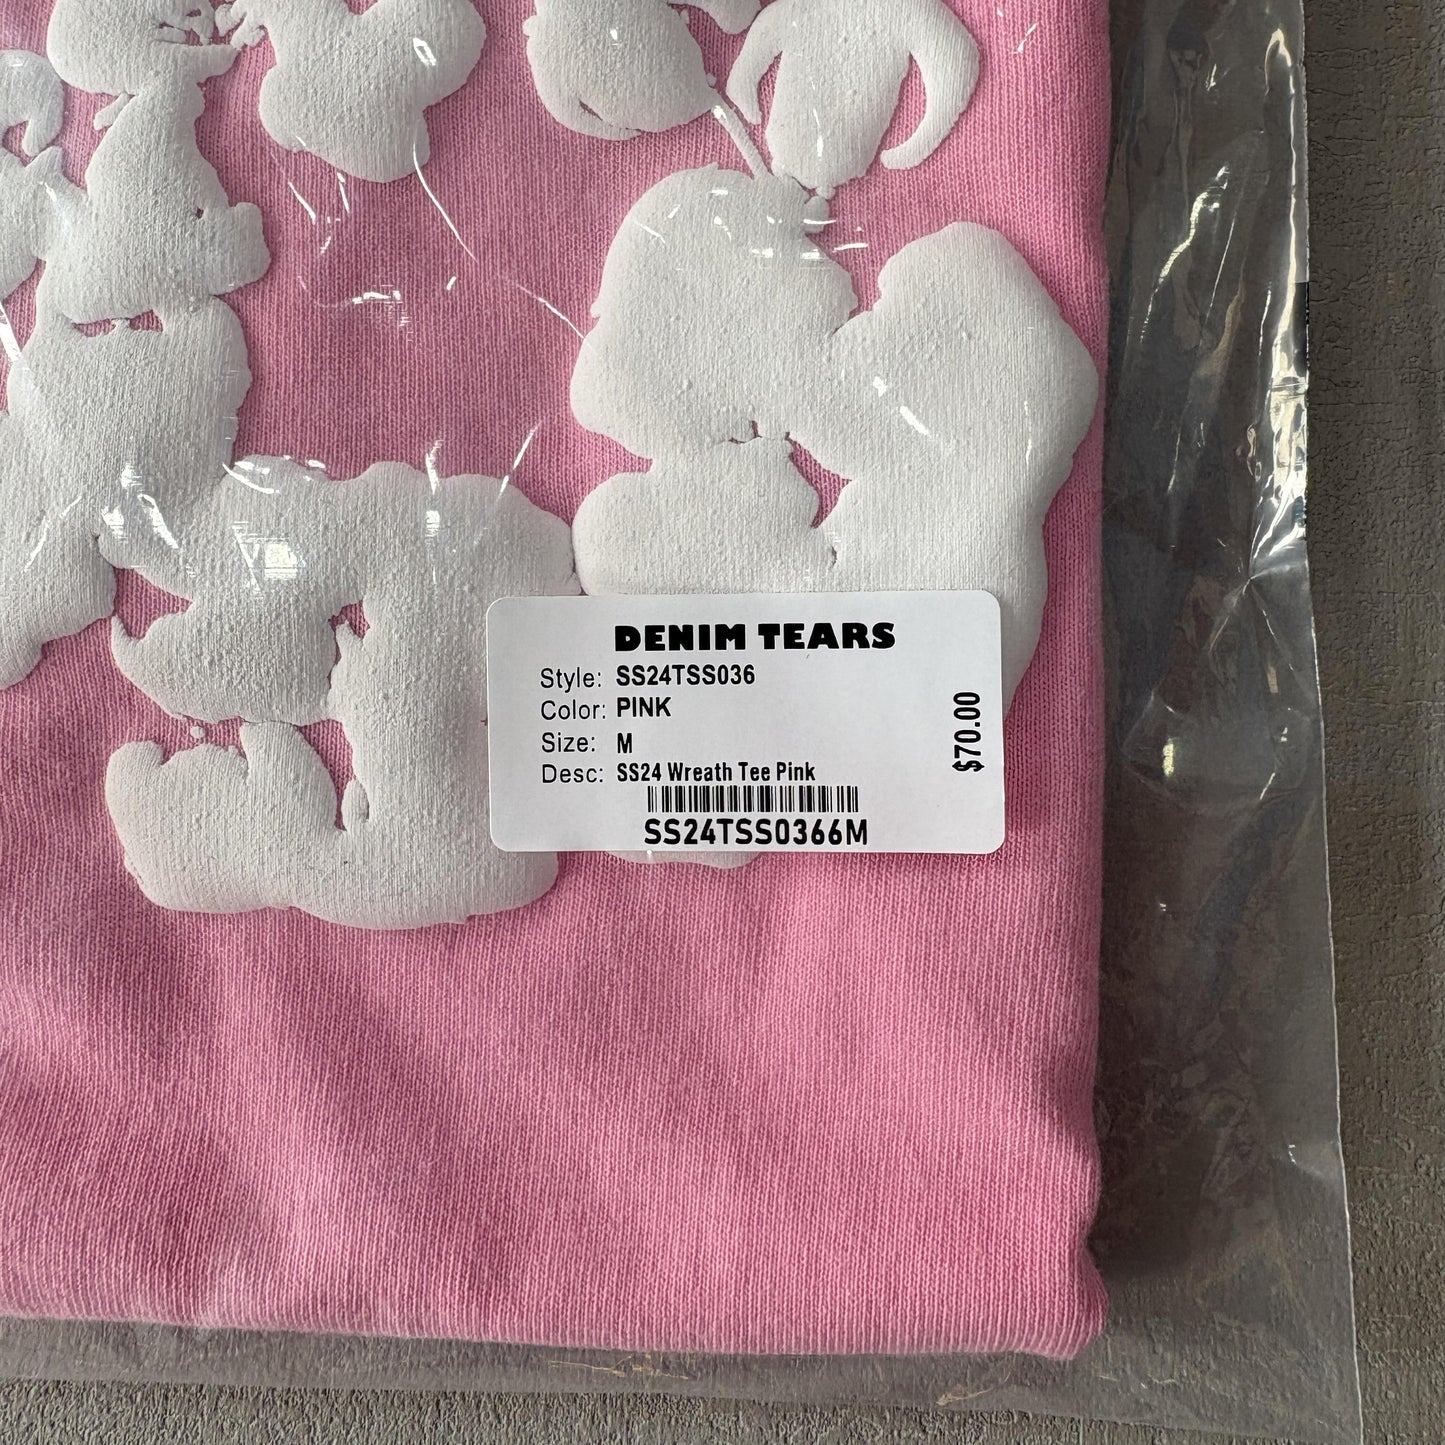 DENIM TEARS
Style: SS24TSS036
Color: PINK
Size: M
Desc: SS24 Wreath Tee Pink
SS24TSS0366M
$70.00